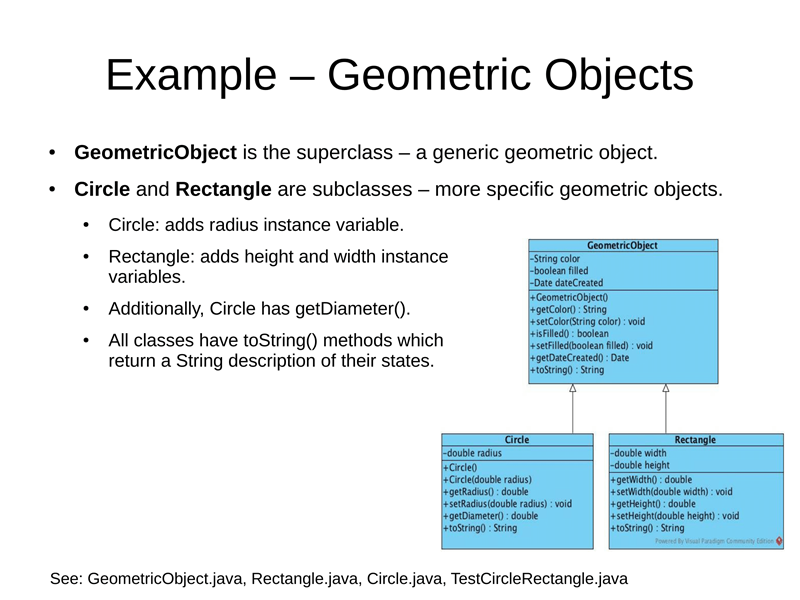 Example – Geometric Objects
• GeometricObject is the superclass – a generic geometric object.
• Circle and Rectangle are subclasses – more specific geometric objects.
• Circle: adds radius instance variable.
• Rectangle: adds height and width instance
variables.
• Additionally, Circle has getDiameter().
• All classes have toString() methods which
return a String description of their states.
GeometricObject
-String color
-boolean filled
-Date dateCreated
+GeometricObject()
+getColor() : String
+setColor(String color) : void
+isFilled() : boolean
+setFilled(boolean filled) : void
+getDateCreated() : Date
+toString() : String
Circle
-double radius
+Circle()
+Circle(double radius)
+getRadius() : double
+setRadius(double radius) : void
+getDiameter() : double
+toString() : String
Rectangle
-double width
-double height
+getWidth() : double
+setWidth(double width) : void
+getHeight() : double
+setHeight(double height) : void
+toString() : String
Powered By Visual Paradigm Community Edition
See: GeometricObject.java, Rectangle.java, Circle.java, TestCircleRectangle.java